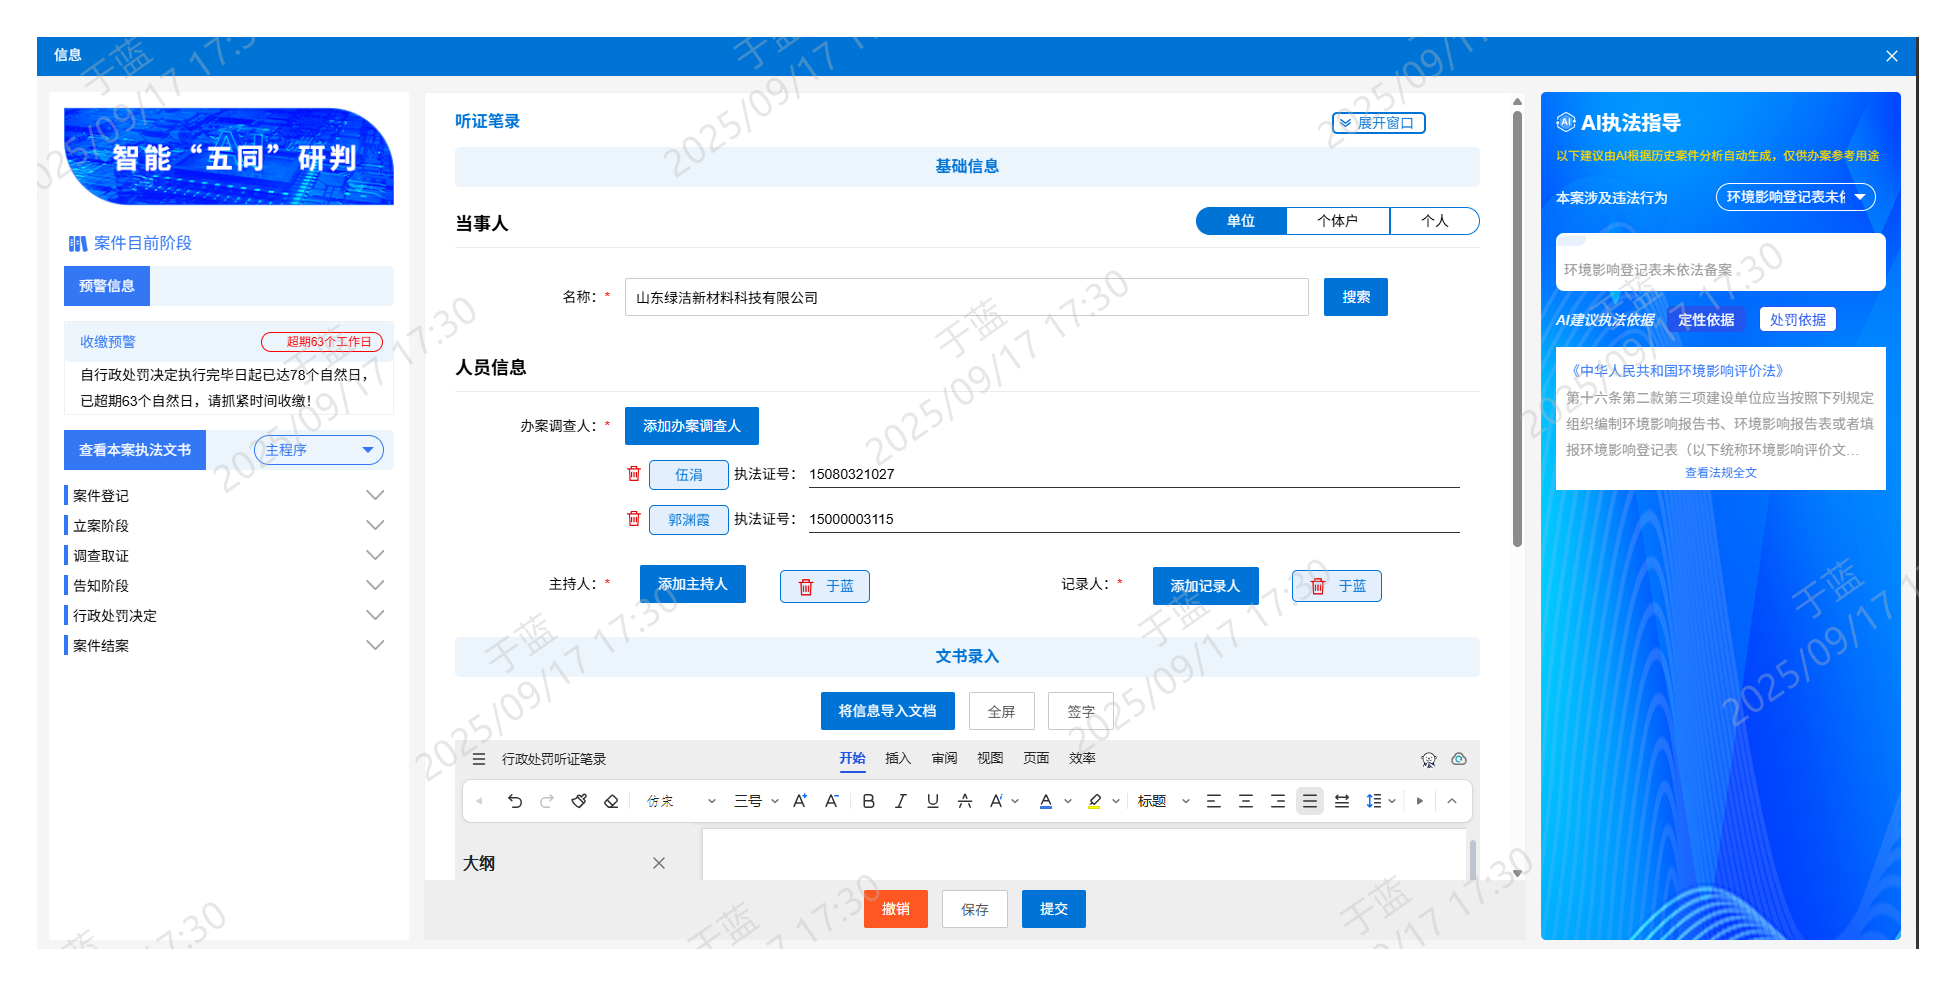 信息
智能“五同”研判
案件目前阶段
预警信息
收缴预警
超期63个工作日
自行政处罚决定执行完毕日起已达78个自然日，
已超期63个自然日，请抓紧时间收缴！
查看本案执法文书
主程序
案件登记
立案阶段
调查取证
告知阶段
行政处罚决定
案件结案
听证笔录
展开窗口
基础信息
当事人
单位
个体户
个人
名称：*
山东绿洁新材料科技有限公司
搜索
人员信息
办案调查人：*
添加办案调查人
伍涓
执法证号：
15080321027
郭渊霞
执法证号：
15000003115
主持人：*
添加主持人
于蓝
记录人：*
添加记录人
于蓝
文书录入
将信息导入文档
全屏
签字
行政处罚听证笔录
开始
插入
审阅
视图
页面
效率
仿宋
三号
标题
大纲
撤销
保存
提交
AI执法指导
以下建议由AI根据历史案件分析自动生成，仅供办案参考用途
本案涉及违法行为
环境影响登记表未依
环境影响登记表未依法备案
AI建议执法依据
定性依据
处罚依据
《中华人民共和国环境影响评价法》
第十六条第二款第三项建设单位应当按照下列规定
组织编制环境影响报告书、环境影响报告表或者填
报环境影响登记表（以下统称环境影响评价文...
查看法规全文
于蓝
2025/09/17 17:30